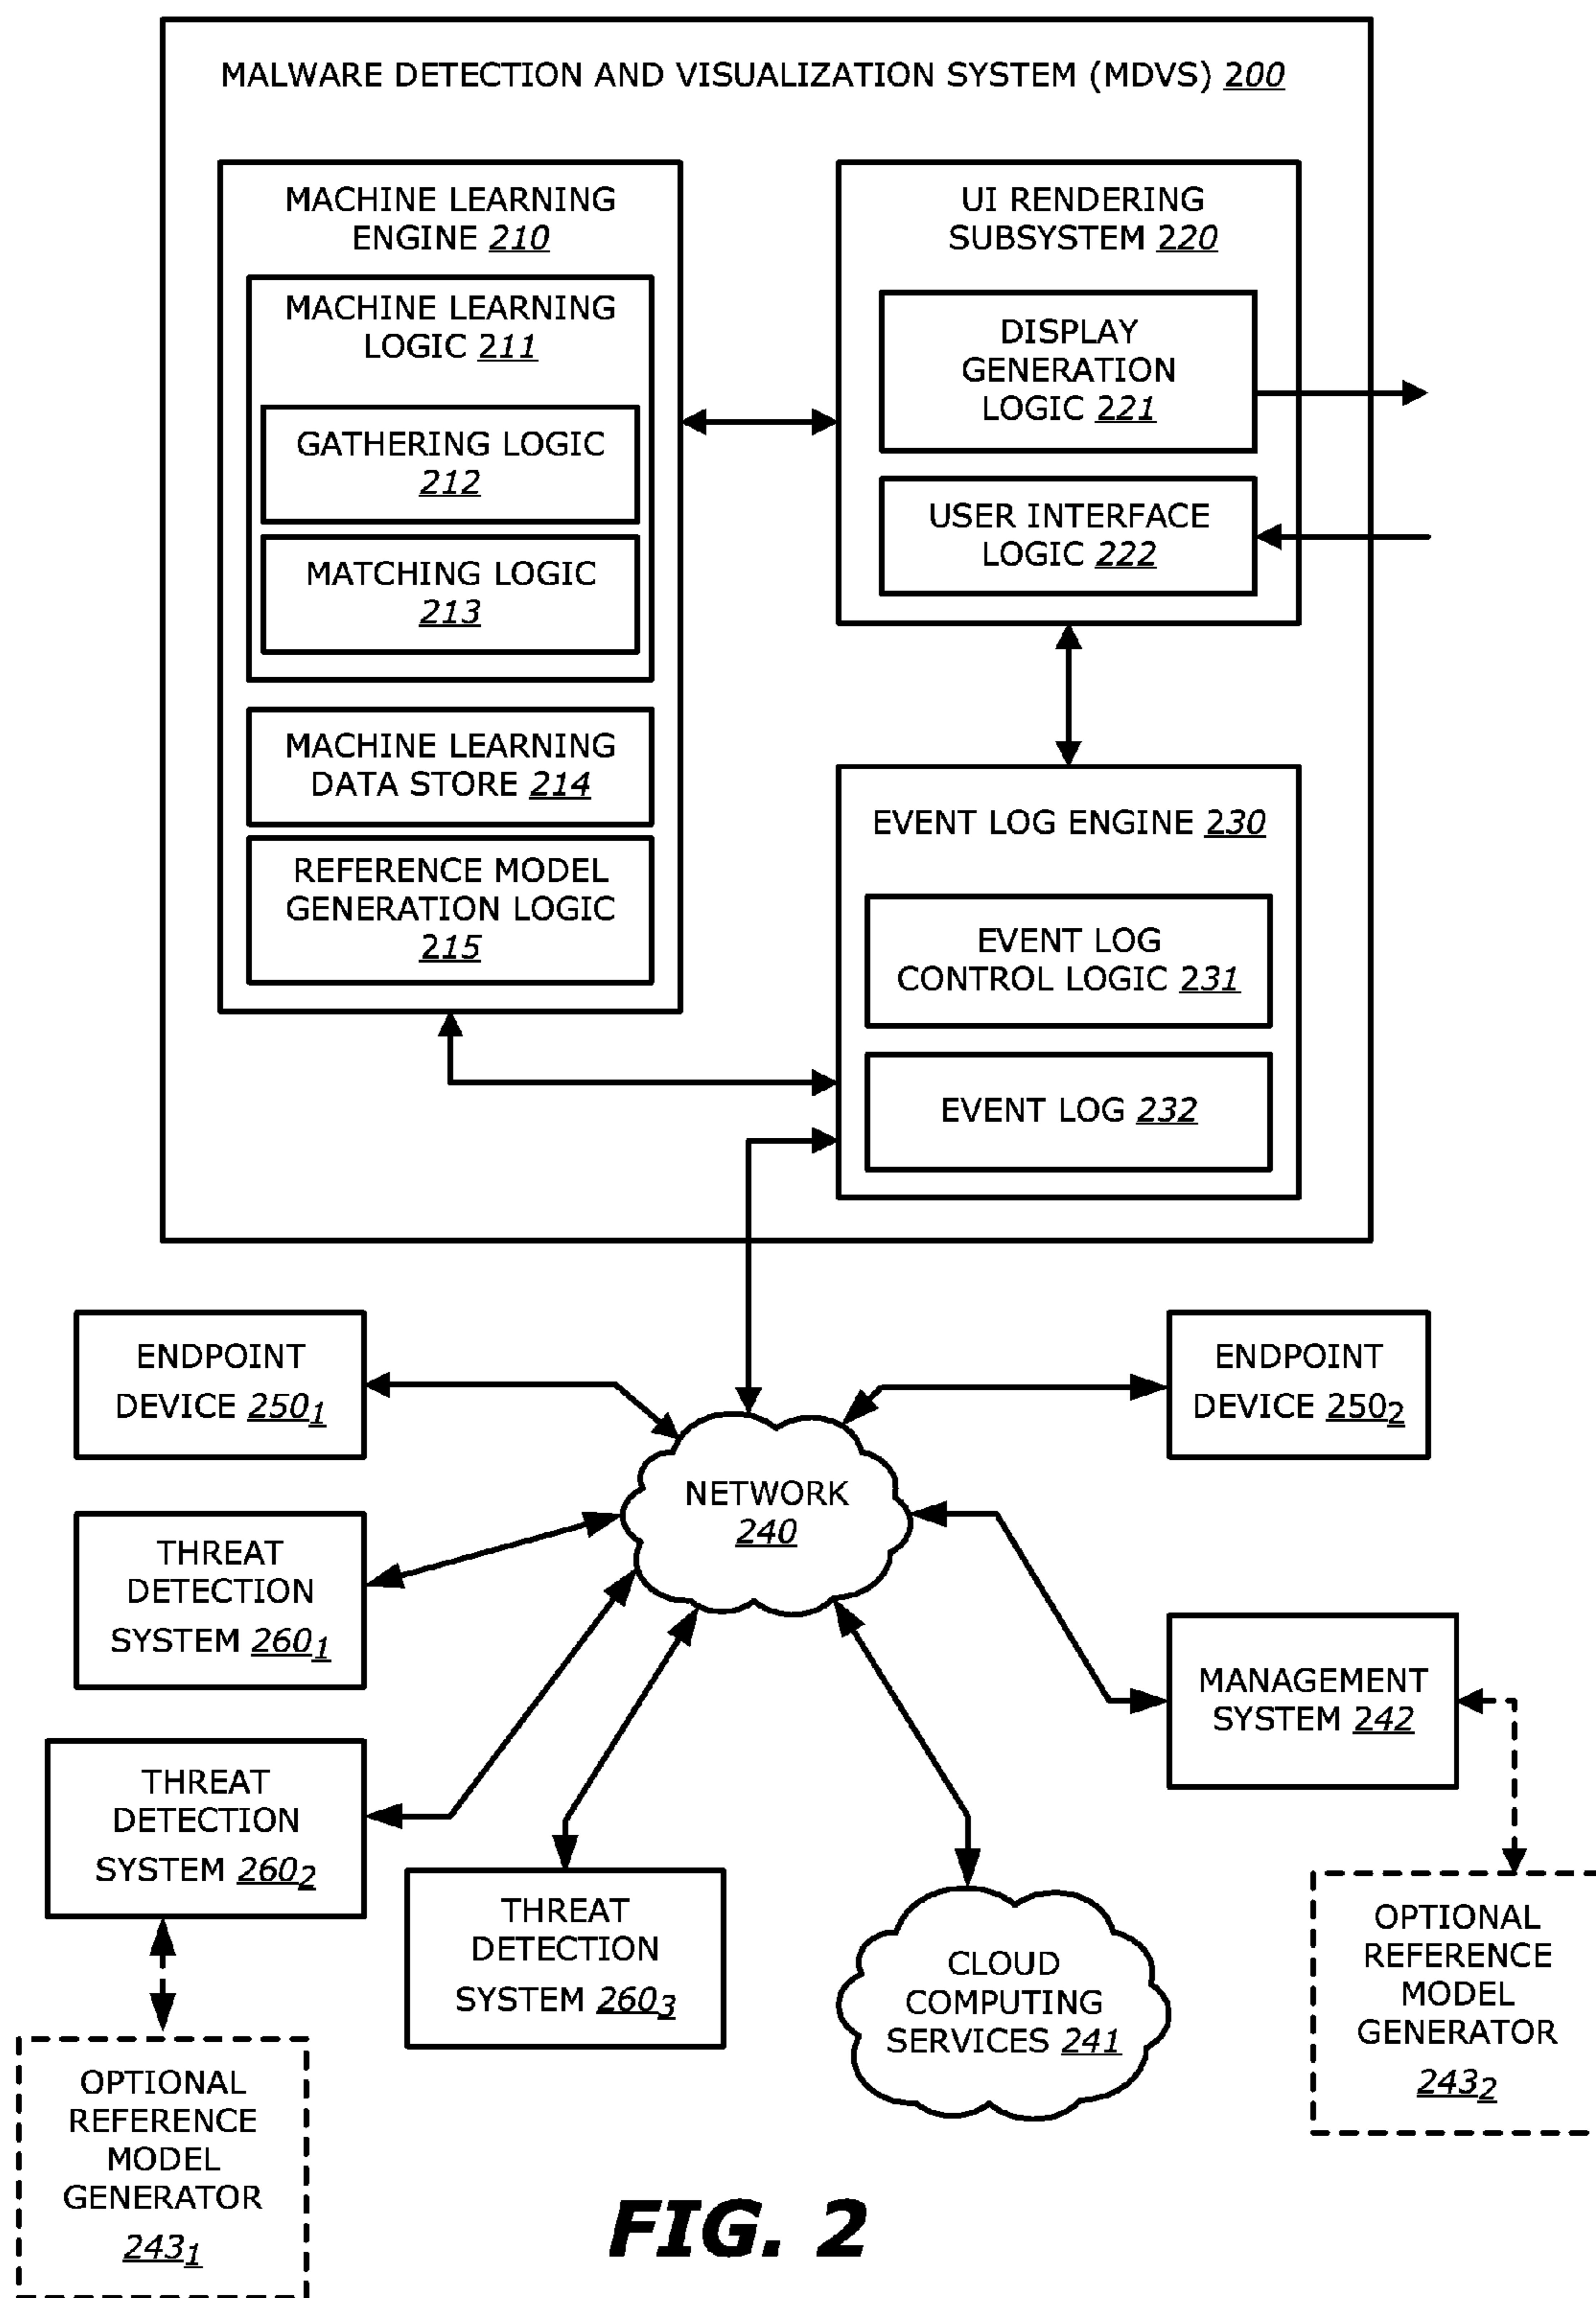 MALWARE DETECTION AND VISUALIZATION SYSTEM (MDVS) 200
MACHINE LEARNING
ENGINE 210
MACHINE LEARNING
LOGIC 211
GATHERING LOGIC
212
MATCHING LOGIC
213
MACHINE LEARNING
DATA STORE 214
REFERENCE MODEL
GENERATION LOGIC
215
UI RENDERING
SUBSYSTEM 220
DISPLAY
GENERATION
LOGIC 221
USER INTERFACE
LOGIC 222
EVENT LOG ENGINE 230
EVENT LOG
CONTROL LOGIC 231
EVENT LOG 232
ENDPOINT
DEVICE 250₁
ENDPOINT
DEVICE 250₂
NETWORK
240
THREAT
DETECTION
SYSTEM 260₁
MANAGEMENT
SYSTEM 242
THREAT
DETECTION
SYSTEM 260₂
THREAT
DETECTION
SYSTEM 260₃
CLOUD
COMPUTING
SERVICES 241
OPTIONAL
REFERENCE
MODEL
GENERATOR
243₂
OPTIONAL
REFERENCE
MODEL
GENERATOR
243₁
FIG. 2